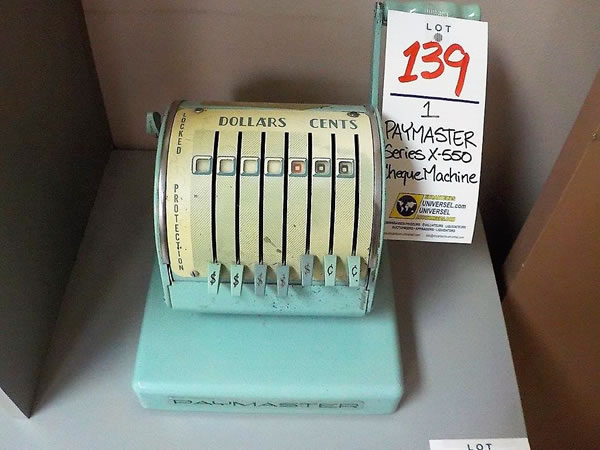 LOT
139
1
PAYMASTER
Series X-550
Cheque Machine
UNIVERSEL.com
UNIVERSEL
DOLLARS CENTS
LOCKED
PROTECTION
$ $ $ $ $ ¢ ¢
PAYMASTER
LOT